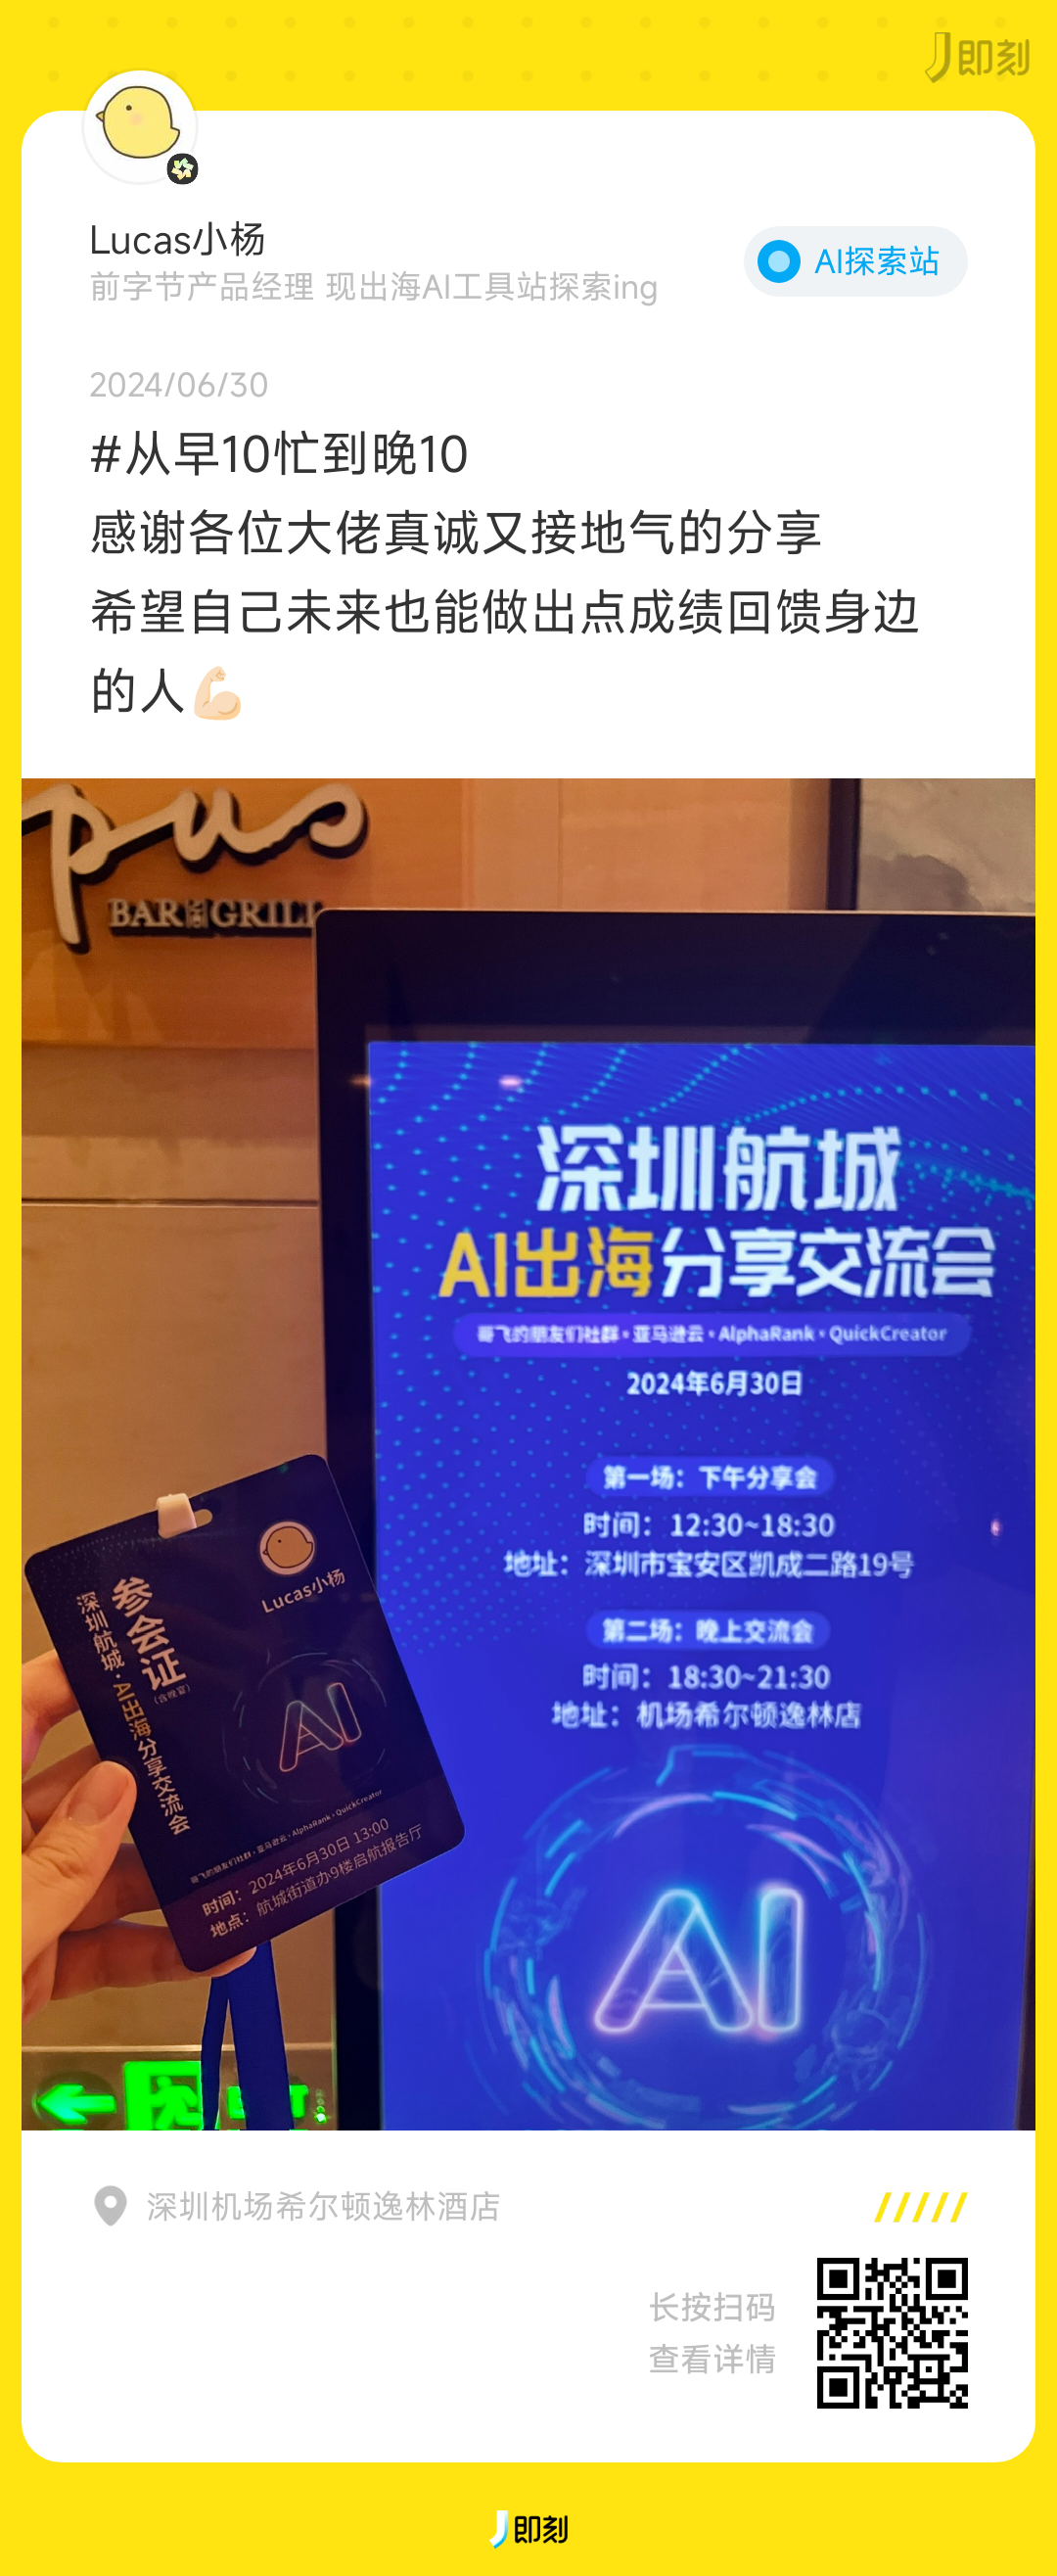 即刻
Lucas小杨
前字节产品经理 现出海AI工具站探索ing
AI探索站
2024/06/30
#从早10忙到晚10
感谢各位大佬真诚又接地气的分享
希望自己未来也能做出点成绩回馈身边
的人💪🏻
pus
BAR AND GRILL
深圳航城
AI出海分享交流会
哥飞的朋友们社群·亚马逊云·AlphaRank·QuickCreator
2024年6月30日
第一场：下午分享会
时间：12:30~18:30
地址：深圳市宝安区凯成二路19号
第二场：晚上交流会
时间：18:30~21:30
地址：机场希尔顿逸林店
AI
Lucas小杨
参会证
（含晚宴）
深圳航城·AI出海分享交流会
AI
哥飞的朋友们社群·亚马逊云·AlphaRank·QuickCreator
时间：2024年6月30日 13:00
地点：航城街道办9楼启航报告厅
深圳机场希尔顿逸林酒店
/////
长按扫码
查看详情
即刻